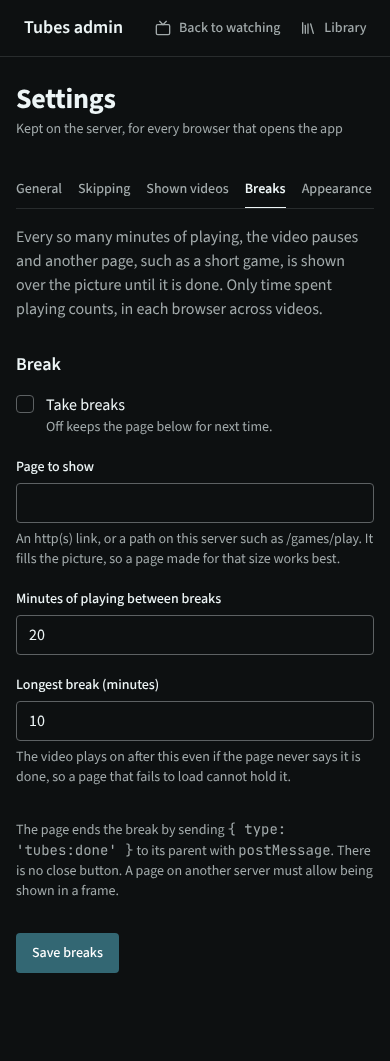 Tubes admin
Back to watching
Library
Settings
Kept on the server, for every browser that opens the app
General
Skipping
Shown videos
Breaks
Appearance
Every so many minutes of playing, the video pauses
and another page, such as a short game, is shown
over the picture until it is done. Only time spent
playing counts, in each browser across videos.
Break
Take breaks
Off keeps the page below for next time.
Page to show
An http(s) link, or a path on this server such as /games/play. It
fills the picture, so a page made for that size works best.
Minutes of playing between breaks
20
Longest break (minutes)
10
The video plays on after this even if the page never says it is
done, so a page that fails to load cannot hold it.
The page ends the break by sending { type:
'tubes:done' } to its parent with postMessage. There
is no close button. A page on another server must allow being
shown in a frame.
Save breaks